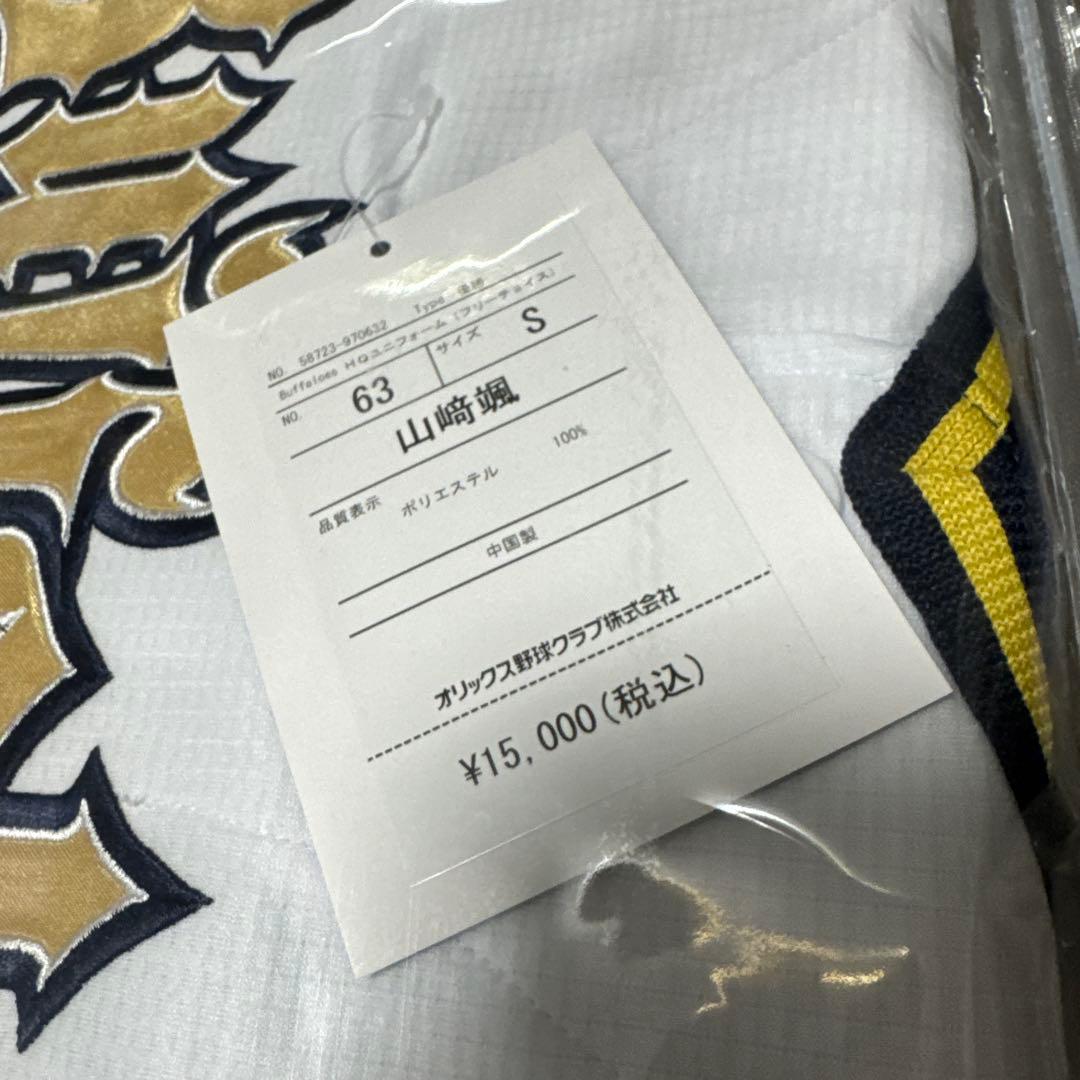 NO. 58723-970632 Type 優勝
Buffaloes HQユニフォーム (フリーチョイス)
NO. 63 サイズ S
山﨑颯
品質表示 ポリエステル 100%
中国製
オリックス野球クラブ株式会社
¥15,000(税込)